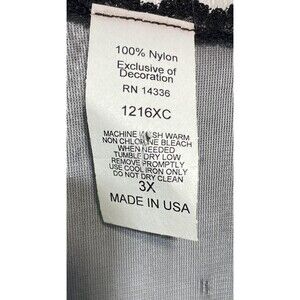 100% Nylon
Exclusive of
Decoration
RN 14336
1216XC
MACHINE WASH WARM
NON CHLORINE BLEACH
WHEN NEEDED
TUMBLE DRY LOW
REMOVE PROMPTLY
USE COOL IRON ONLY
DO NOT DRY CLEAN
3X
MADE IN USA